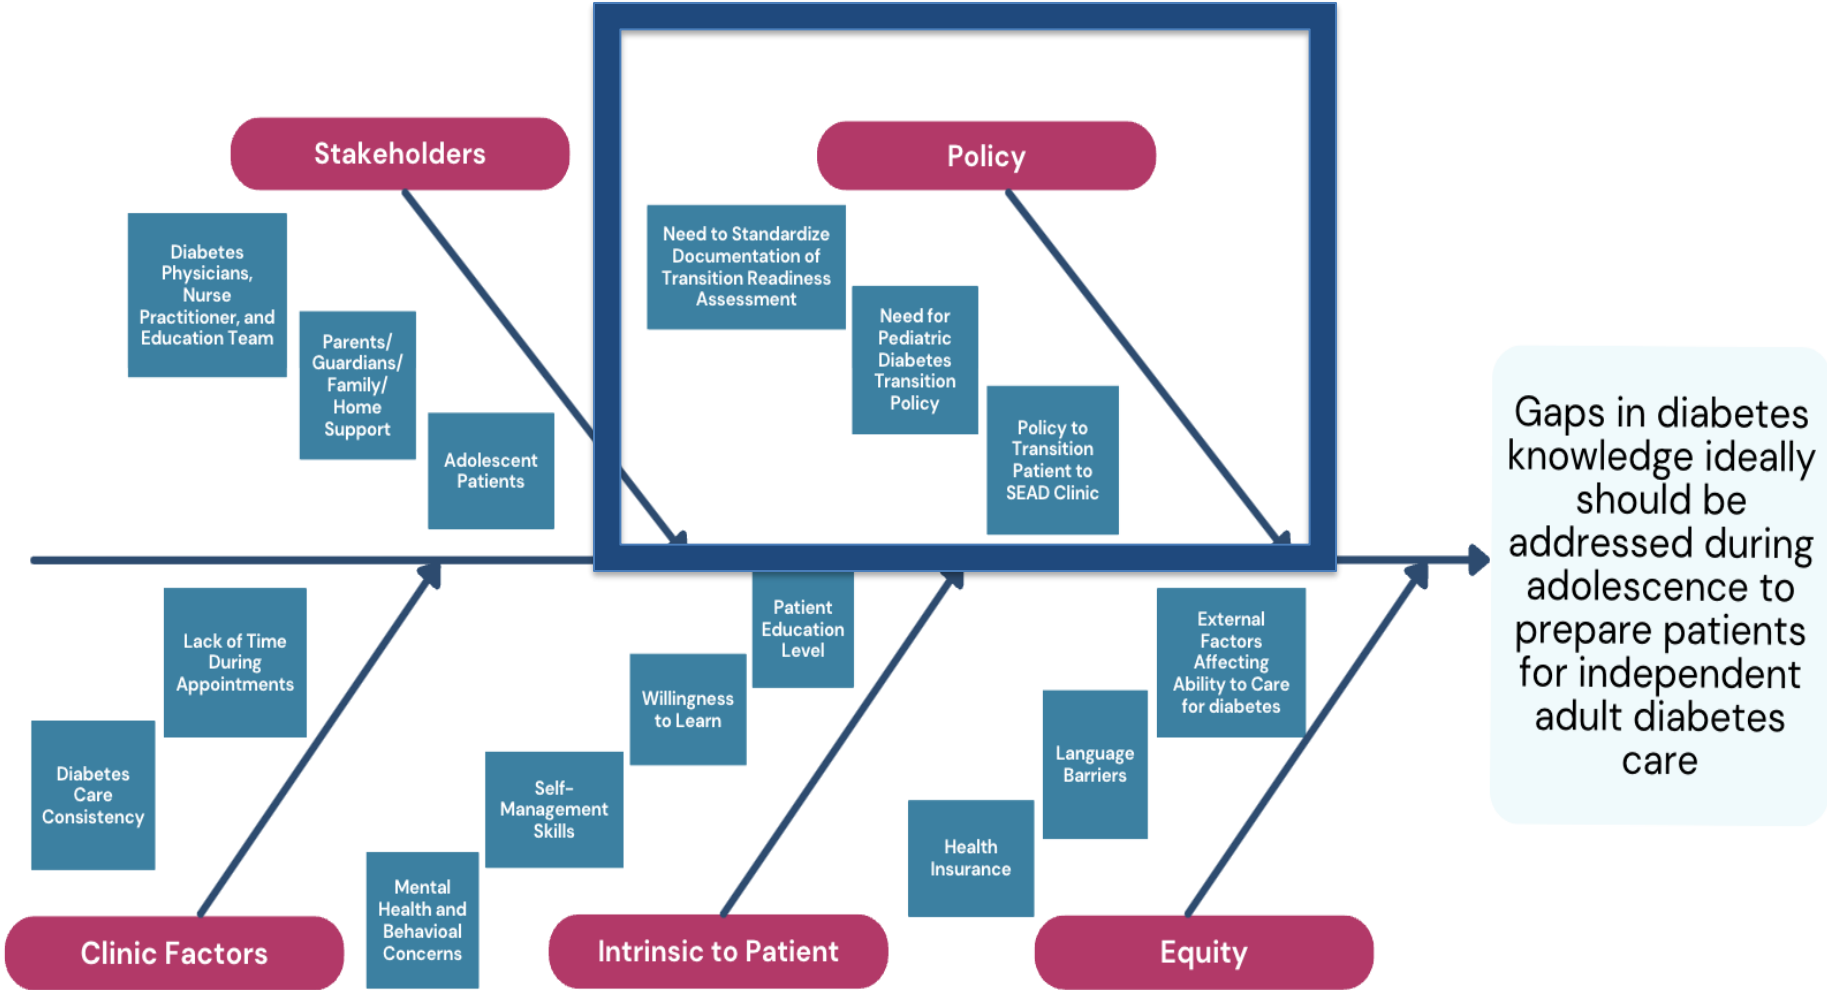 Stakeholders
Policy
Diabetes
Physicians,
Nurse
Practitioner, and
Education Team
Parents/
Guardians/
Family/
Home
Support
Adolescent
Patients
Need to Standardize
Documentation of
Transition Readiness
Assessment
Need for
Pediatric
Diabetes
Transition
Policy
Policy to
Transition
Patient to
SEAD Clinic
Gaps in diabetes
knowledge ideally
should be
addressed during
adolescence to
prepare patients
for independent
adult diabetes
care
Lack of Time
During
Appointments
Diabetes
Care
Consistency
Patient
Education
Level
Willingness
to Learn
Self-
Management
Skills
Mental
Health and
Behavioal
Concerns
External
Factors
Affecting
Ability to Care
for diabetes
Language
Barriers
Health
Insurance
Clinic Factors
Intrinsic to Patient
Equity